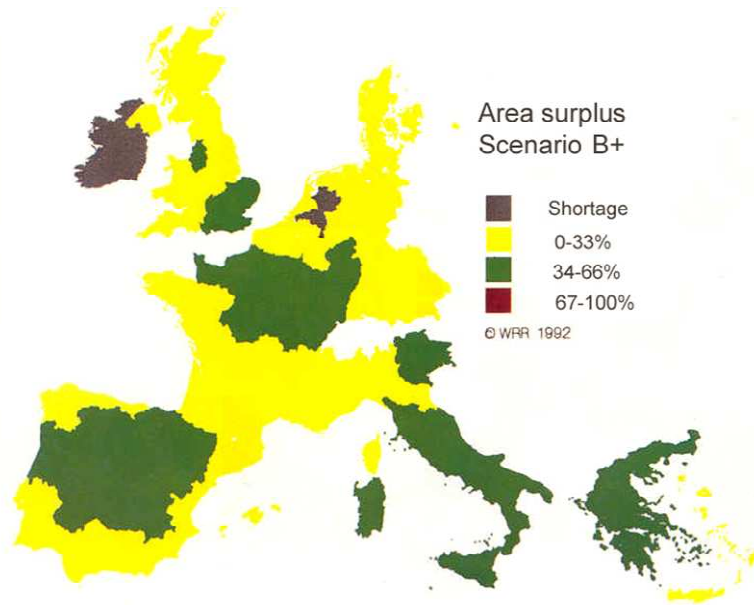 Area surplus
Scenario B+
Shortage
0-33%
34-66%
67-100%
© WRR 1992